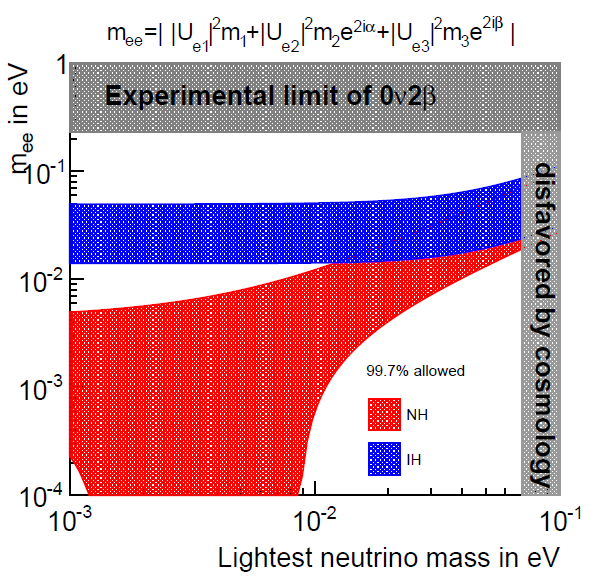 m_ee=| |U_e1|^2m_1+|U_e2|^2m_2e^2iα+|U_e3|^2m_3e^2iβ |
m_ee in eV
1
Experimental limit of 0ν2β
10^-1
disfavored by cosmology
10^-2
99.7% allowed
10^-3
NH
IH
10^-4
10^-3
10^-2
10^-1
Lightest neutrino mass in eV